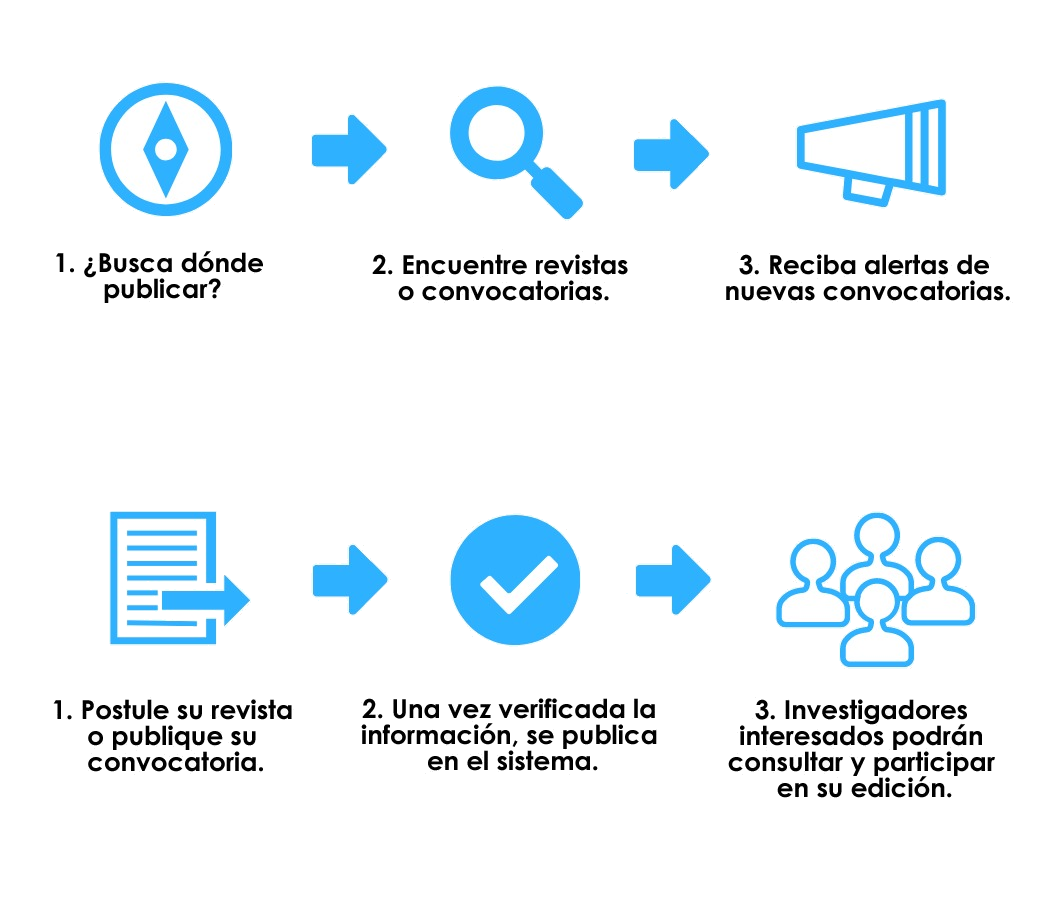 1. ¿Busca dónde
publicar?
2. Encuentre revistas
o convocatorias.
3. Reciba alertas de
nuevas convocatorias.
1. Postule su revista
o publique su
convocatoria.
2. Una vez verificada la
información, se publica
en el sistema.
3. Investigadores
interesados podrán
consultar y participar
en su edición.